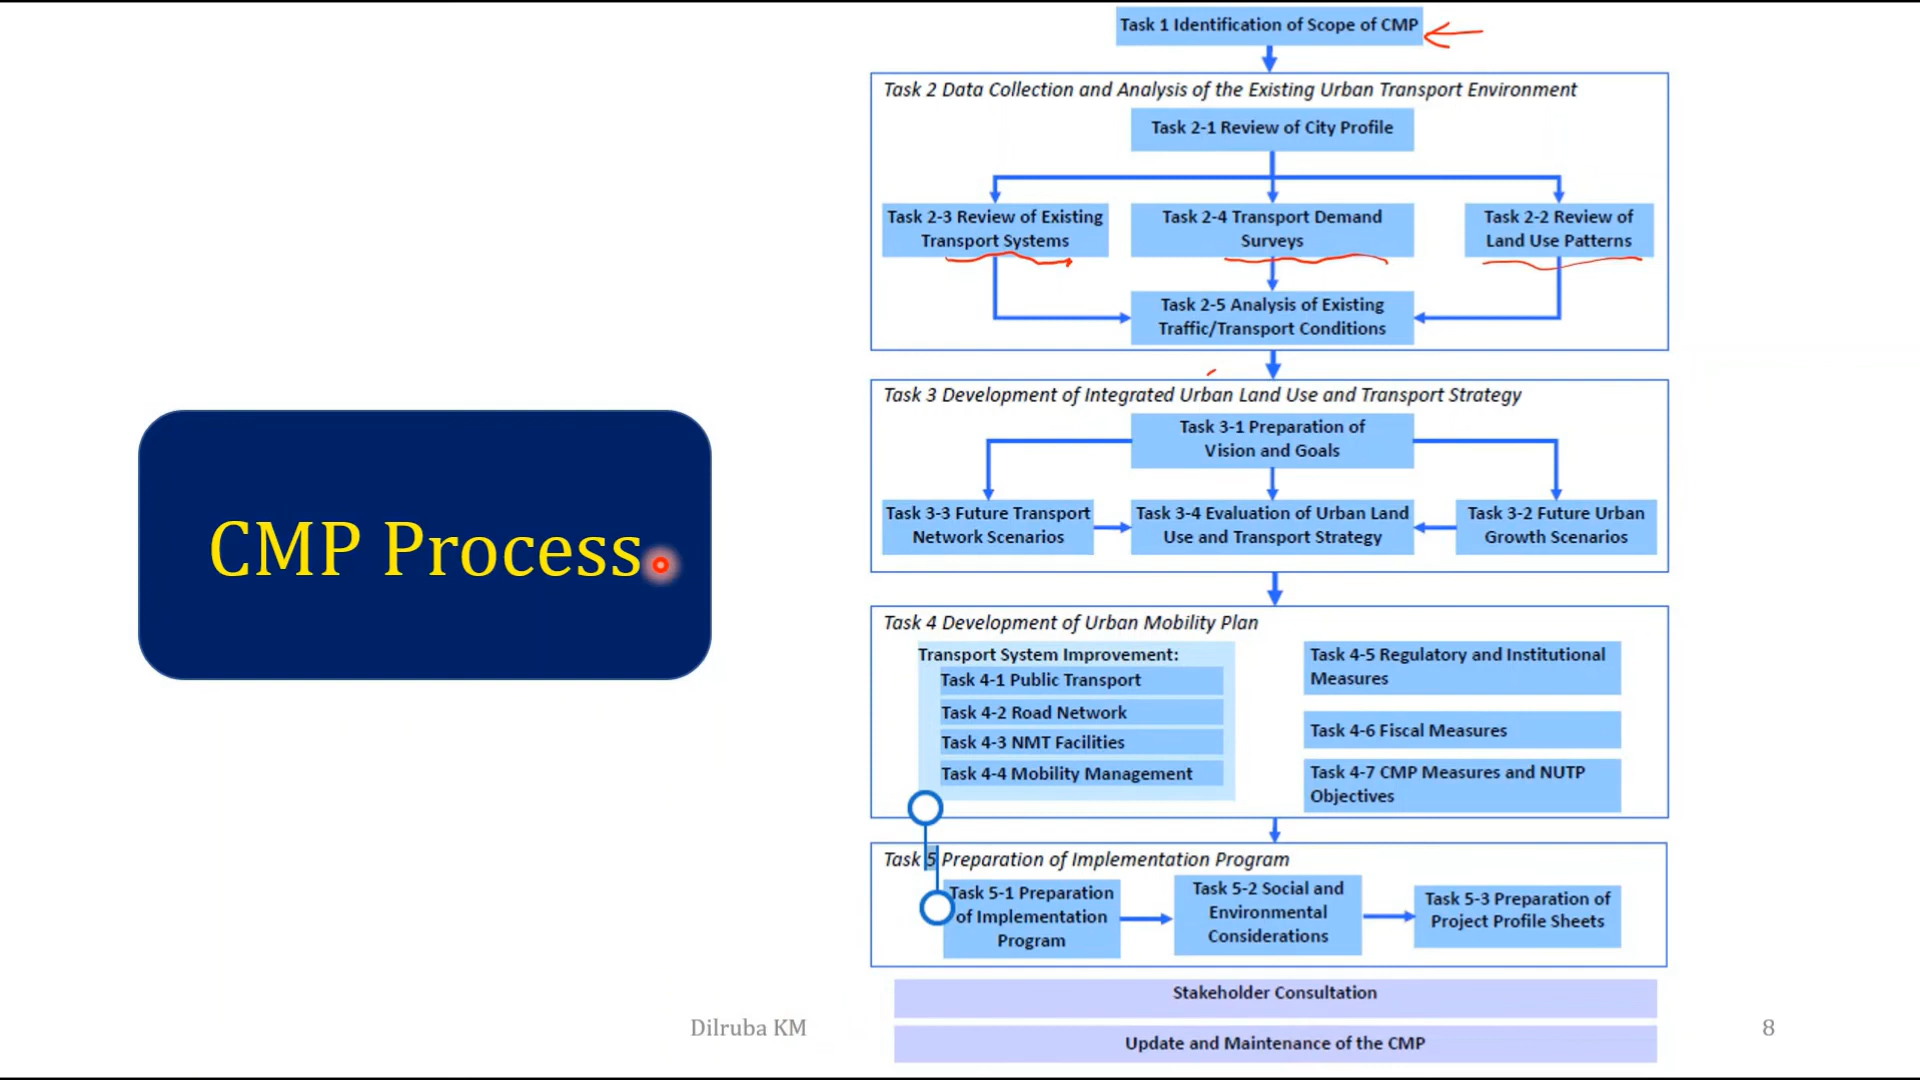 Task 1 Identification of Scope of CMP
Task 2 Data Collection and Analysis of the Existing Urban Transport Environment
Task 2-1 Review of City Profile
Task 2-3 Review of Existing
Transport Systems
Task 2-4 Transport Demand
Surveys
Task 2-2 Review of
Land Use Patterns
Task 2-5 Analysis of Existing
Traffic/Transport Conditions
Task 3 Development of Integrated Urban Land Use and Transport Strategy
Task 3-1 Preparation of
Vision and Goals
Task 3-3 Future Transport
Network Scenarios
Task 3-4 Evaluation of Urban Land
Use and Transport Strategy
Task 3-2 Future Urban
Growth Scenarios
CMP Process
Task 4 Development of Urban Mobility Plan
Transport System Improvement:
Task 4-1 Public Transport
Task 4-2 Road Network
Task 4-3 NMT Facilities
Task 4-4 Mobility Management
Task 4-5 Regulatory and Institutional
Measures
Task 4-6 Fiscal Measures
Task 4-7 CMP Measures and NUTP
Objectives
Task 5 Preparation of Implementation Program
Task 5-1 Preparation
of Implementation
Program
Task 5-2 Social and
Environmental
Considerations
Task 5-3 Preparation of
Project Profile Sheets
Stakeholder Consultation
Update and Maintenance of the CMP
Dilruba KM
8